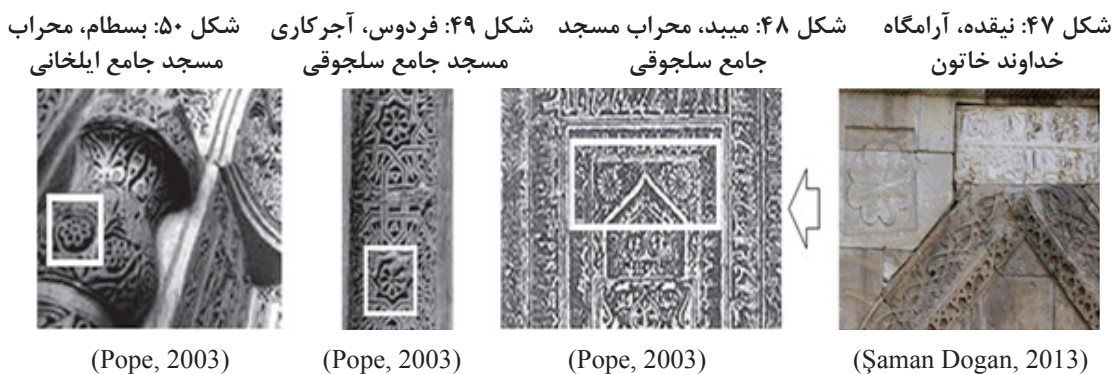 شکل ۴۷: نیقده، آرامگاه خداوند خاتون
شکل ۴۸: میبد، محراب مسجد جامع سلجوقی
شکل ۴۹: فردوس، آجرکاری مسجد جامع سلجوقی
شکل ۵۰: بسطام، محراب مسجد جامع ایلخانی
(Şaman Dogan, 2013)
(Pope, 2003)
(Pope, 2003)
(Pope, 2003)